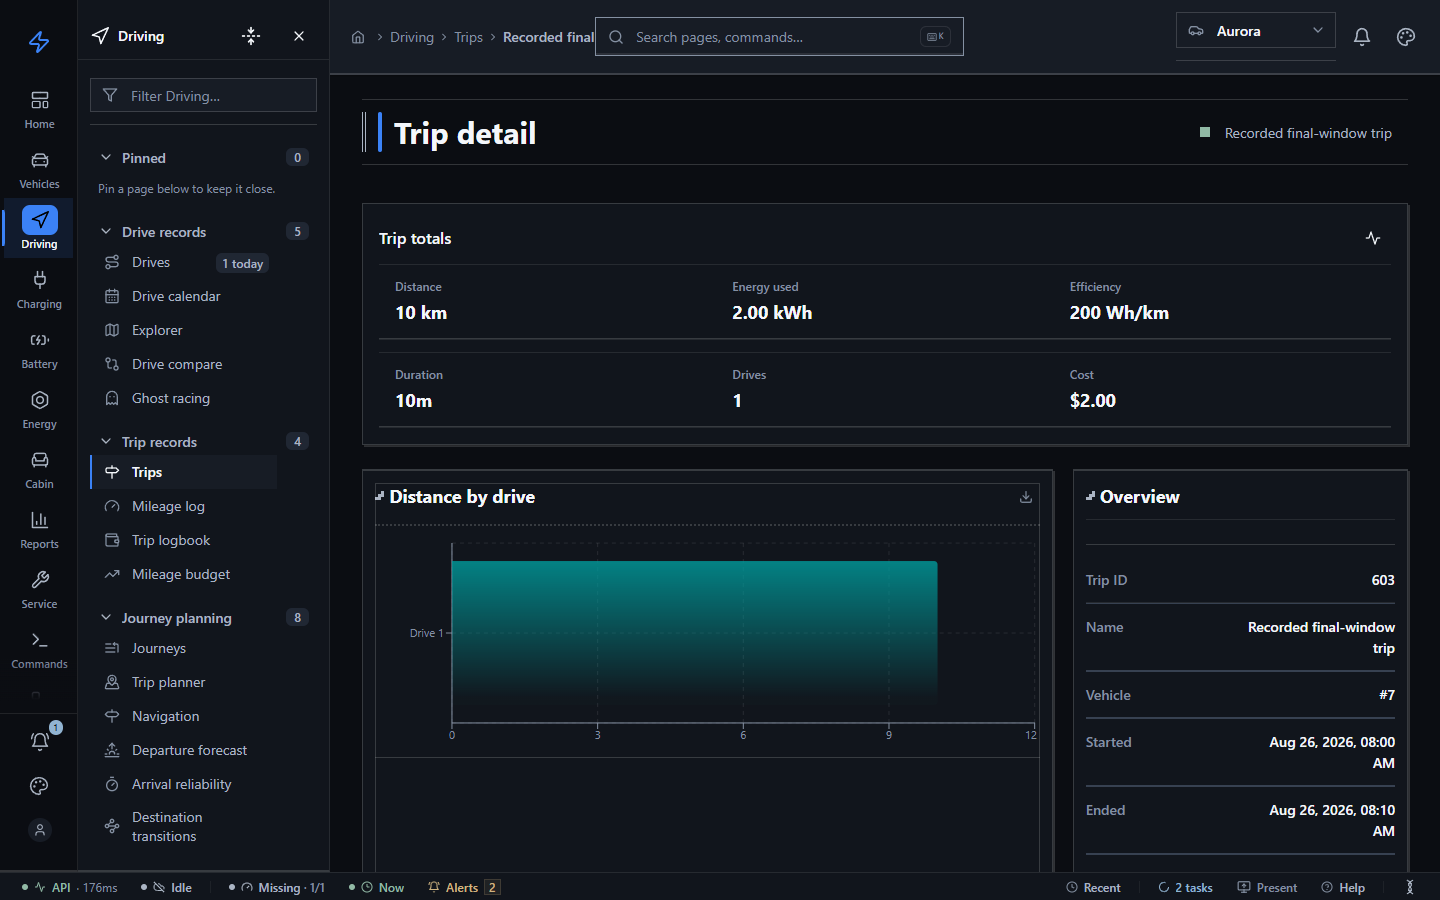 Driving
Driving
Trips
Recorded final
Search pages, commands...
K
Aurora
Home
Vehicles
Driving
Charging
Battery
Energy
Cabin
Reports
Service
Commands
1
Filter Driving...
Pinned
0
Pin a page below to keep it close.
Drive records
5
Drives
1 today
Drive calendar
Explorer
Drive compare
Ghost racing
Trip records
4
Trips
Mileage log
Trip logbook
Mileage budget
Journey planning
8
Journeys
Trip planner
Navigation
Departure forecast
Arrival reliability
Destination
transitions
Trip detail
Recorded final-window trip
Trip totals
Distance
Energy used
Efficiency
10 km
2.00 kWh
200 Wh/km
Duration
Drives
Cost
10m
1
$2.00
Distance by drive
Drive 1
0
3
6
9
12
Overview
Trip ID
603
Name
Recorded final-window
trip
Vehicle
#7
Started
Aug 26, 2026, 08:00
AM
Ended
Aug 26, 2026, 08:10
AM
API · 176ms
Idle
Missing · 1/1
Now
Alerts 2
Recent
2 tasks
Present
Help